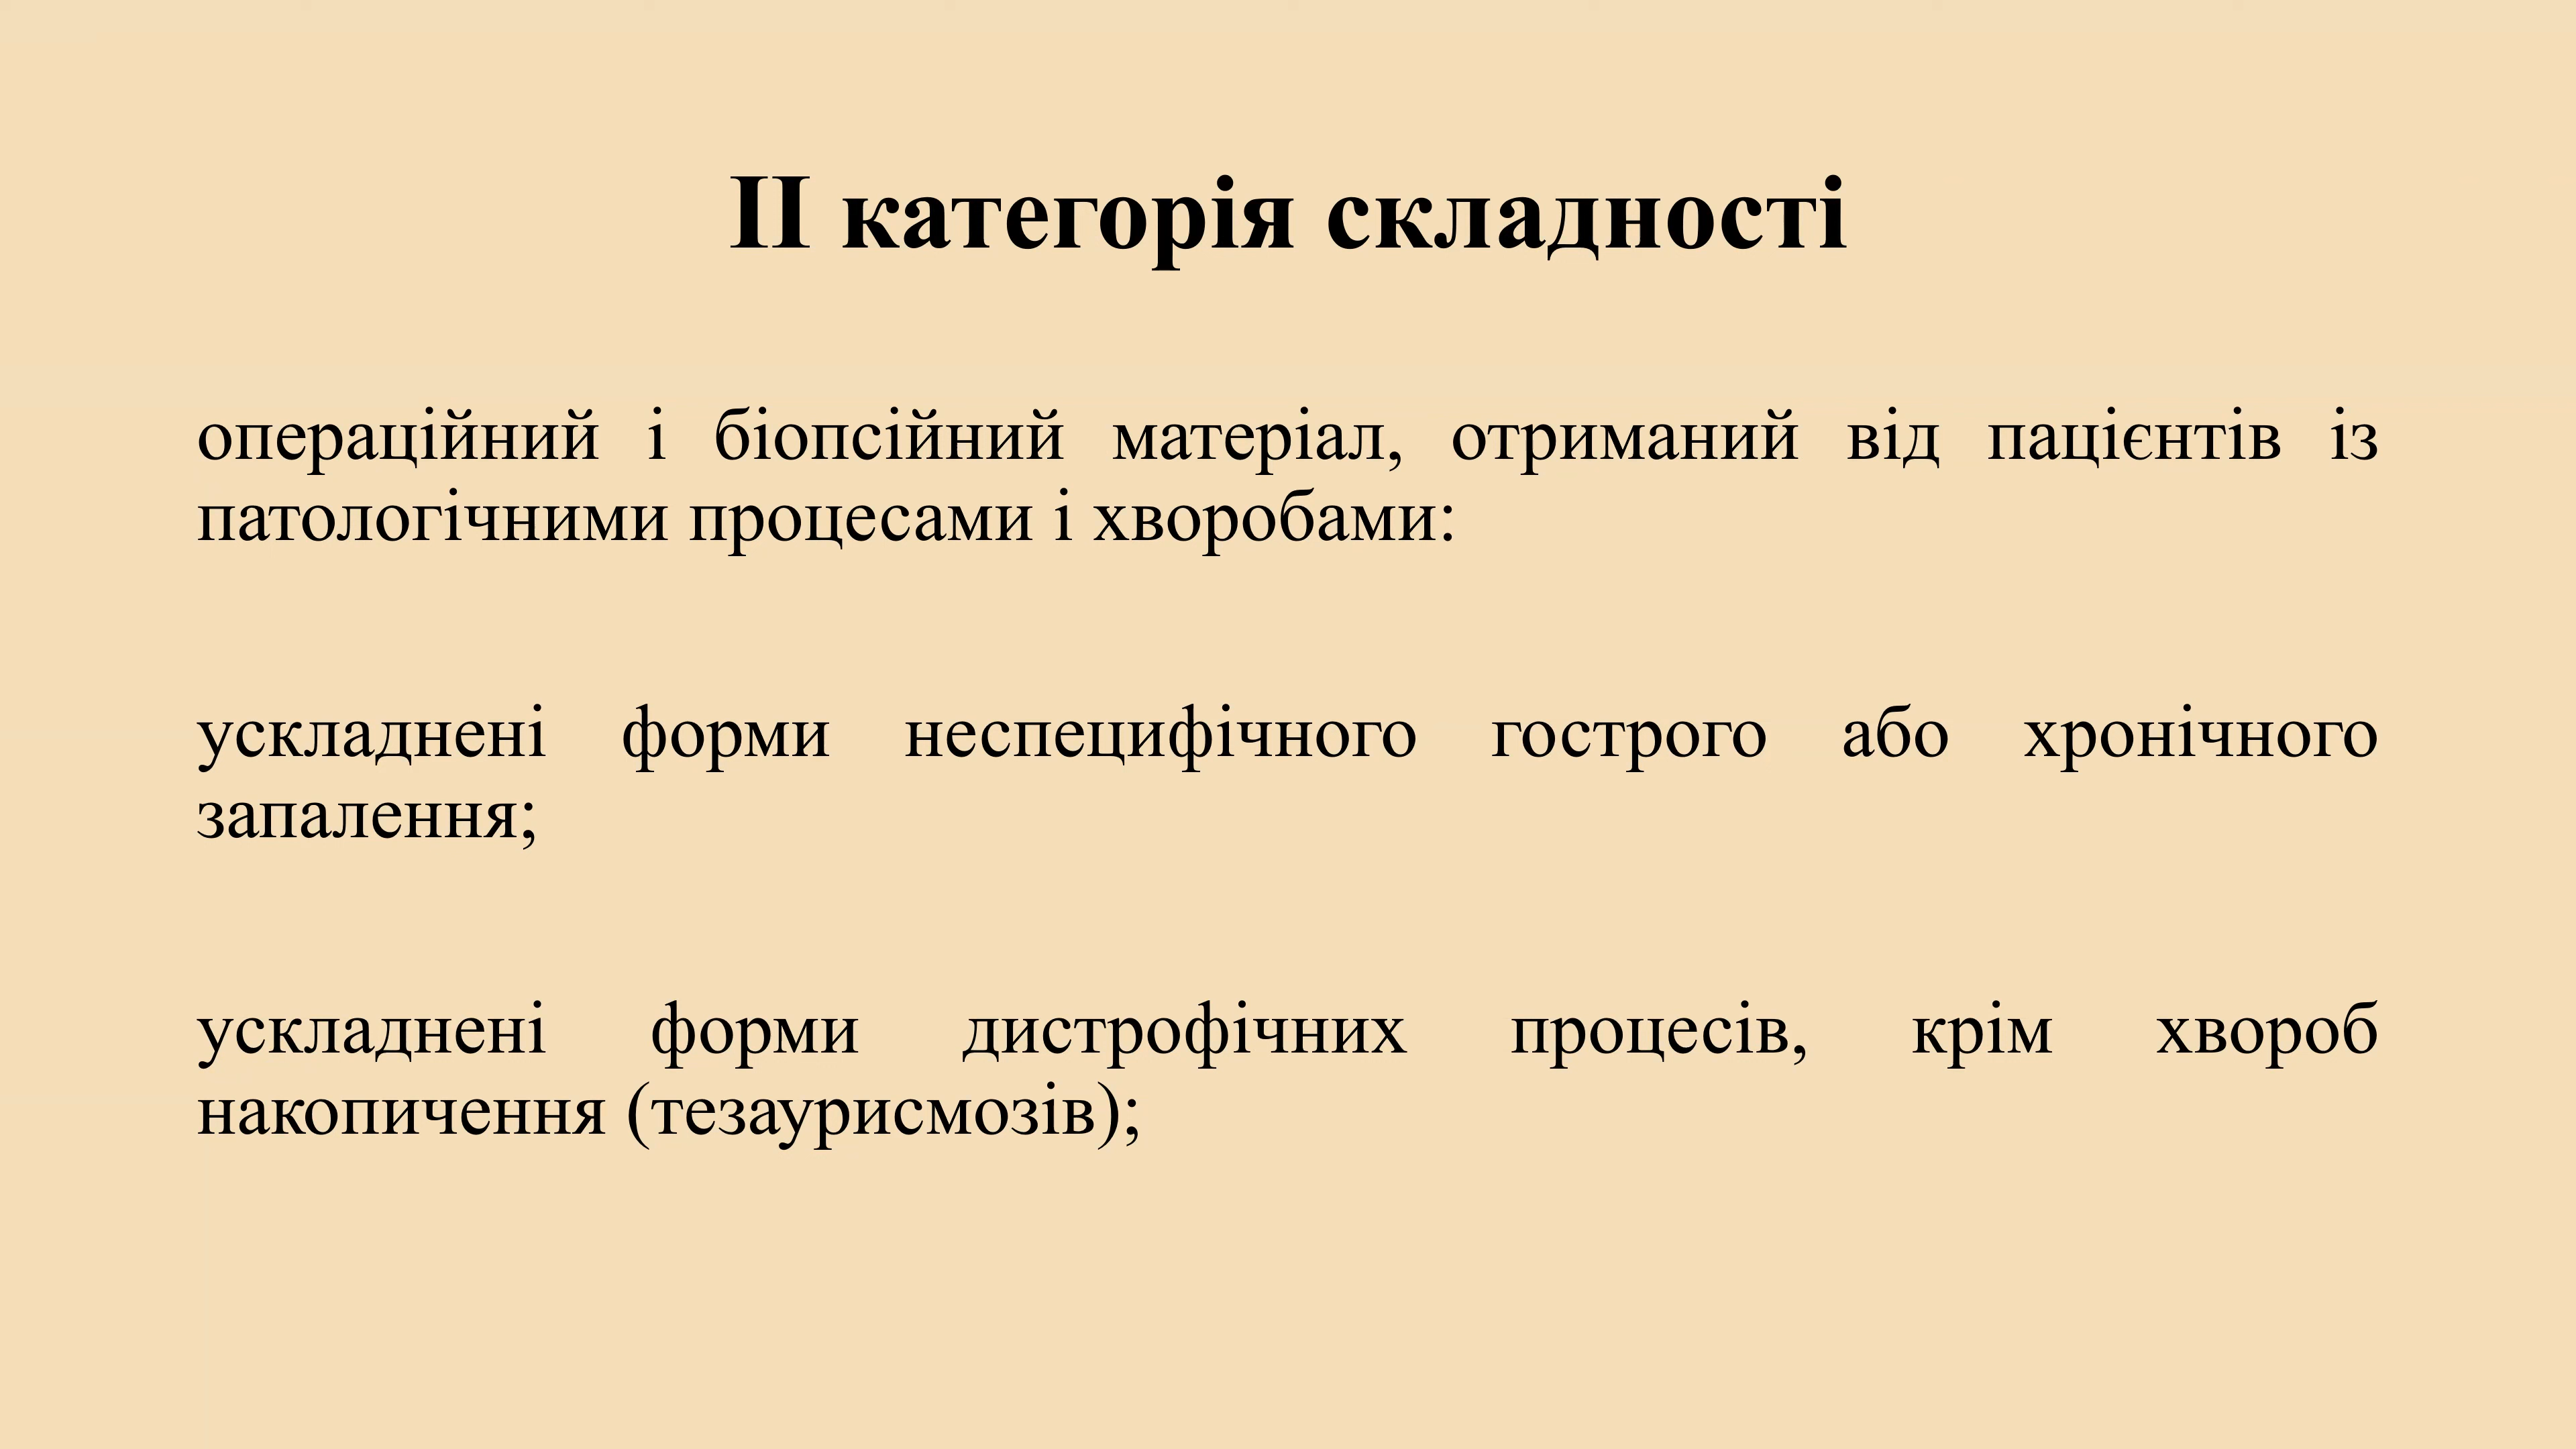 ІІ категорія складності
операційний і біопсійний матеріал, отриманий від пацієнтів із
патологічними процесами і хворобами:
ускладнені форми неспецифічного гострого або хронічного
запалення;
ускладнені форми дистрофічних процесів, крім хвороб
накопичення (тезаурисмозів);